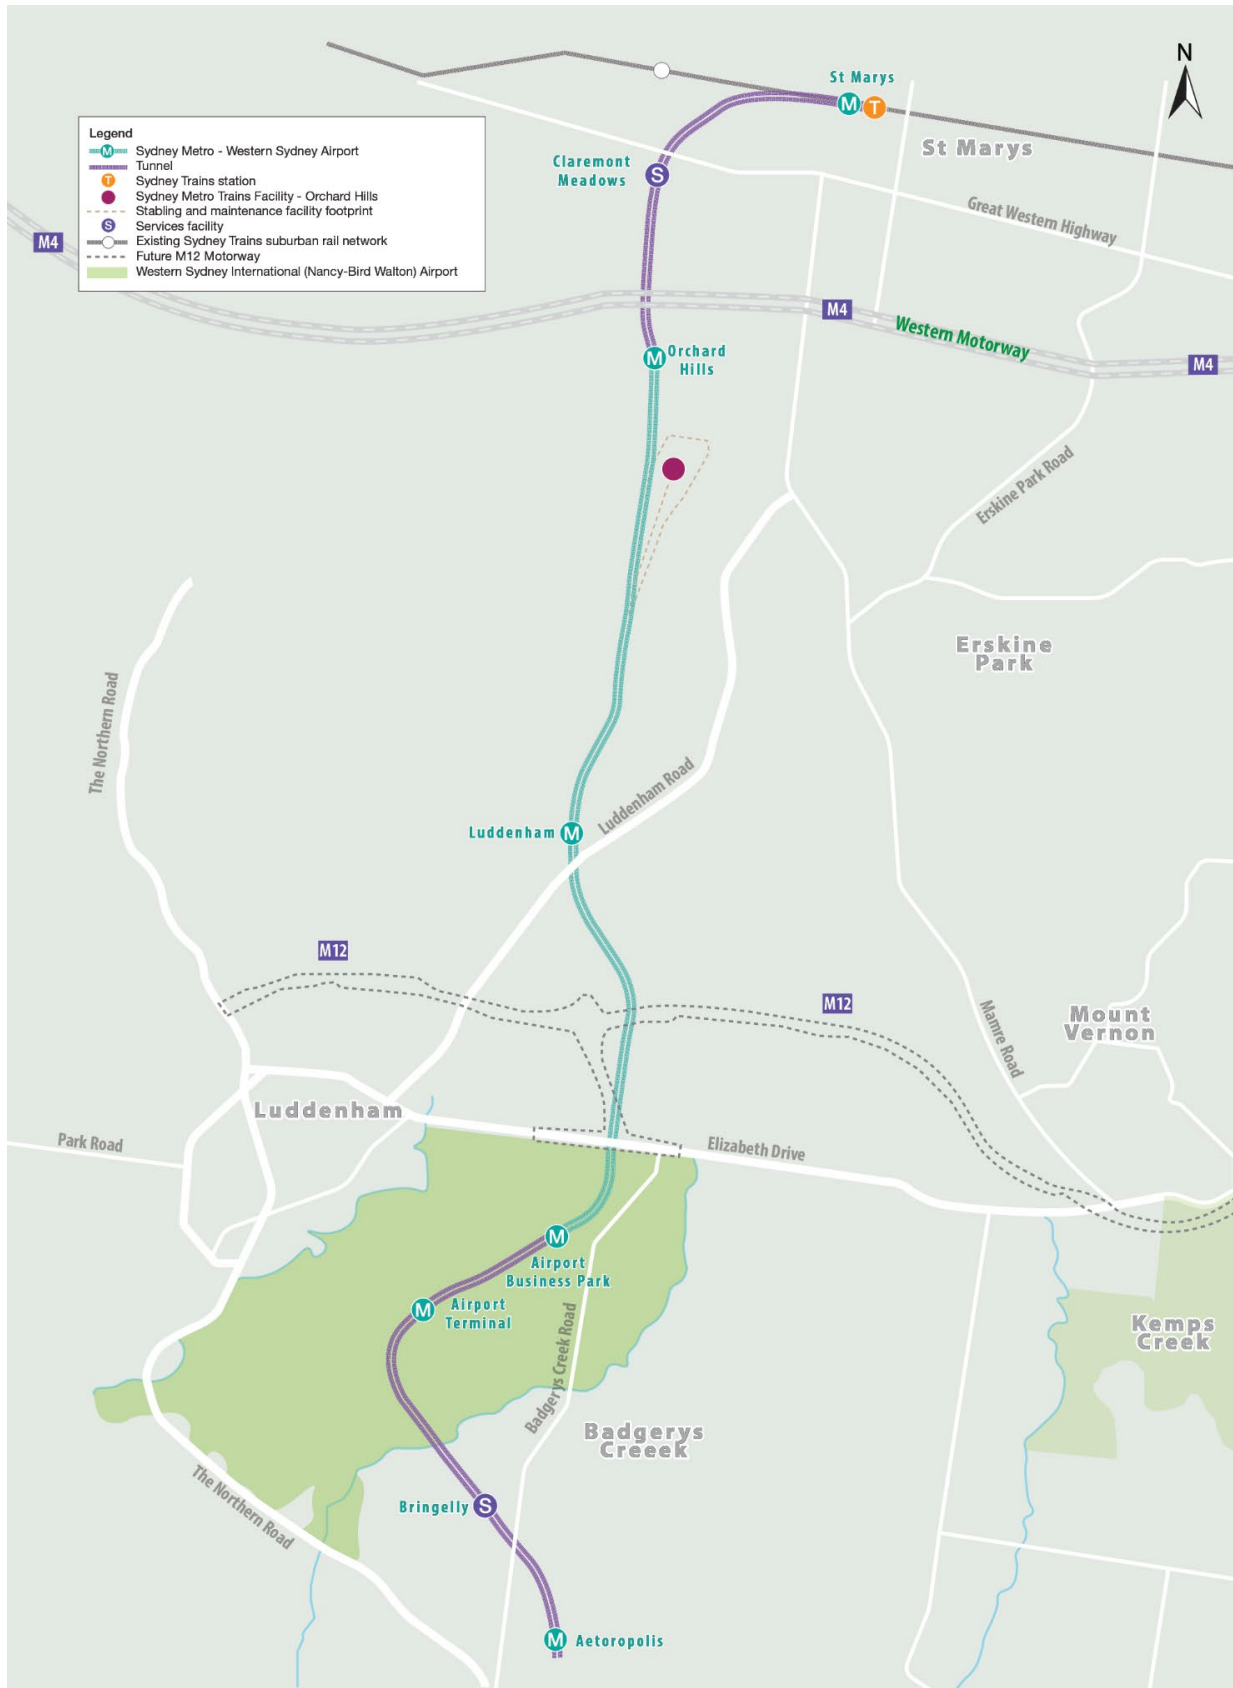 N
St Marys
M
T
St Marys
Legend
M
Sydney Metro - Western Sydney Airport
Tunnel
T
Sydney Trains station
Sydney Metro Trains Facility - Orchard Hills
Stabling and maintenance facility footprint
S
Services facility
Existing Sydney Trains suburban rail network
Future M12 Motorway
Western Sydney International (Nancy-Bird Walton) Airport
Claremont
Meadows
S
Great Western Highway
M4
M4
Western Motorway
M4
M
Orchard
Hills
Erskine Park Road
Erskine
Park
The Northern Road
Luddenham Road
Luddenham
M
M12
M12
Mount
Vernon
Mamre Road
Luddenham
Park Road
Elizabeth Drive
M
Airport
Business Park
M
Airport
Terminal
Badgerys Creek Road
Kemps
Creek
Badgerys
Creeek
The Northern Road
Bringelly
S
M
Aetoropolis